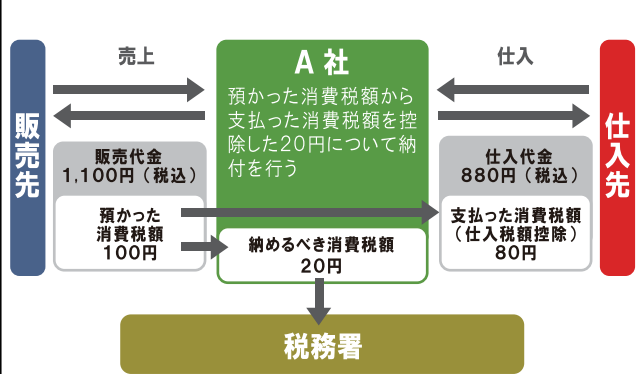 売上
A 社
仕入
預かった消費税額から
支払った消費税額を控
除した20円について納
付を行う
販売先
仕入先
販売代金
1,100円（税込）
仕入代金
880円（税込）
預かった
消費税額
100円
支払った消費税額
（仕入税額控除）
80円
納めるべき消費税額
20円
税務署